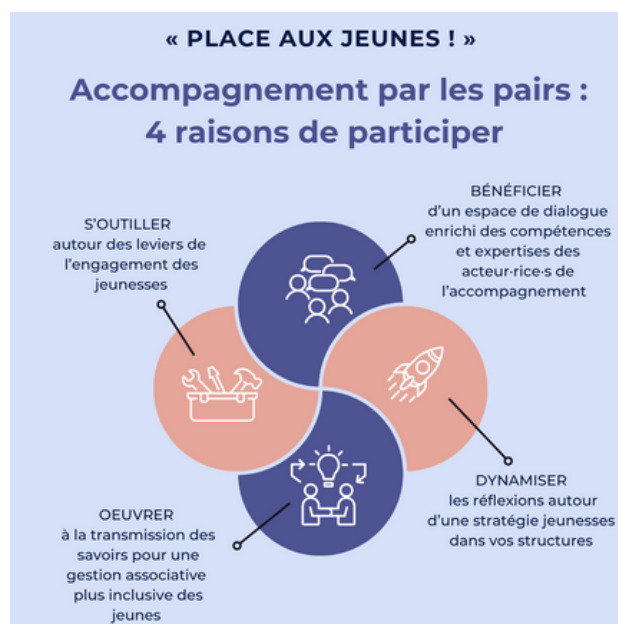 « PLACE AUX JEUNES ! »
Accompagnement par les pairs :
4 raisons de participer
S'OUTILLER
autour des leviers de
l'engagement des
jeunesses
BÉNÉFICIER
d'un espace de dialogue
enrichi des compétences
et expertises des
acteur·rice·s de
l'accompagnement
OEUVRER
à la transmission des
savoirs pour une
gestion associative
plus inclusive des
jeunes
DYNAMISER
les réflexions autour
d'une stratégie jeunesses
dans vos structures